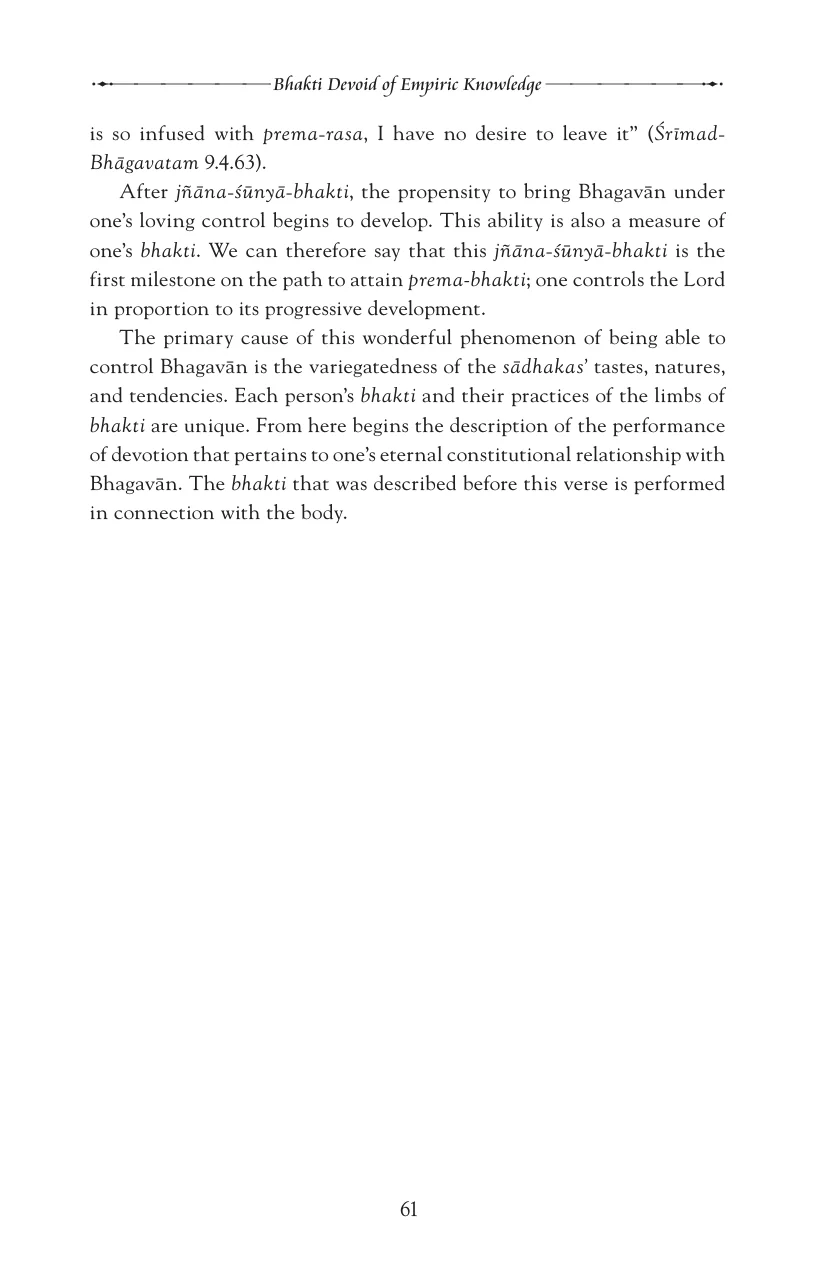 Bhakti Devoid of Empiric Knowledge
is so infused with prema-rasa, I have no desire to leave it” (Śrīmad-
Bhāgavatam 9.4.63).
After jñāna-śūnyā-bhakti, the propensity to bring Bhagavān under
one’s loving control begins to develop. This ability is also a measure of
one’s bhakti. We can therefore say that this jñāna-śūnyā-bhakti is the
first milestone on the path to attain prema-bhakti; one controls the Lord
in proportion to its progressive development.
The primary cause of this wonderful phenomenon of being able to
control Bhagavān is the variegatedness of the sādhakas’ tastes, natures,
and tendencies. Each person’s bhakti and their practices of the limbs of
bhakti are unique. From here begins the description of the performance
of devotion that pertains to one’s eternal constitutional relationship with
Bhagavān. The bhakti that was described before this verse is performed
in connection with the body.
61